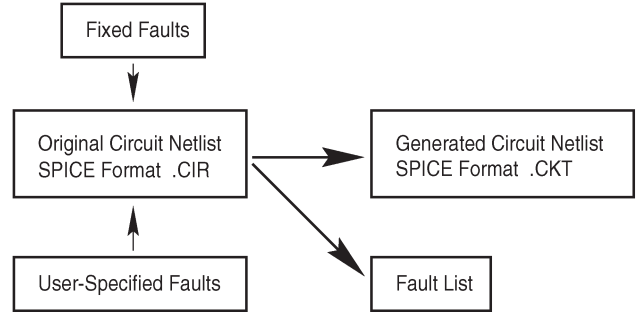 Fixed Faults
Original Circuit Netlist
SPICE Format .CIR
Generated Circuit Netlist
SPICE Format .CKT
User-Specified Faults
Fault List